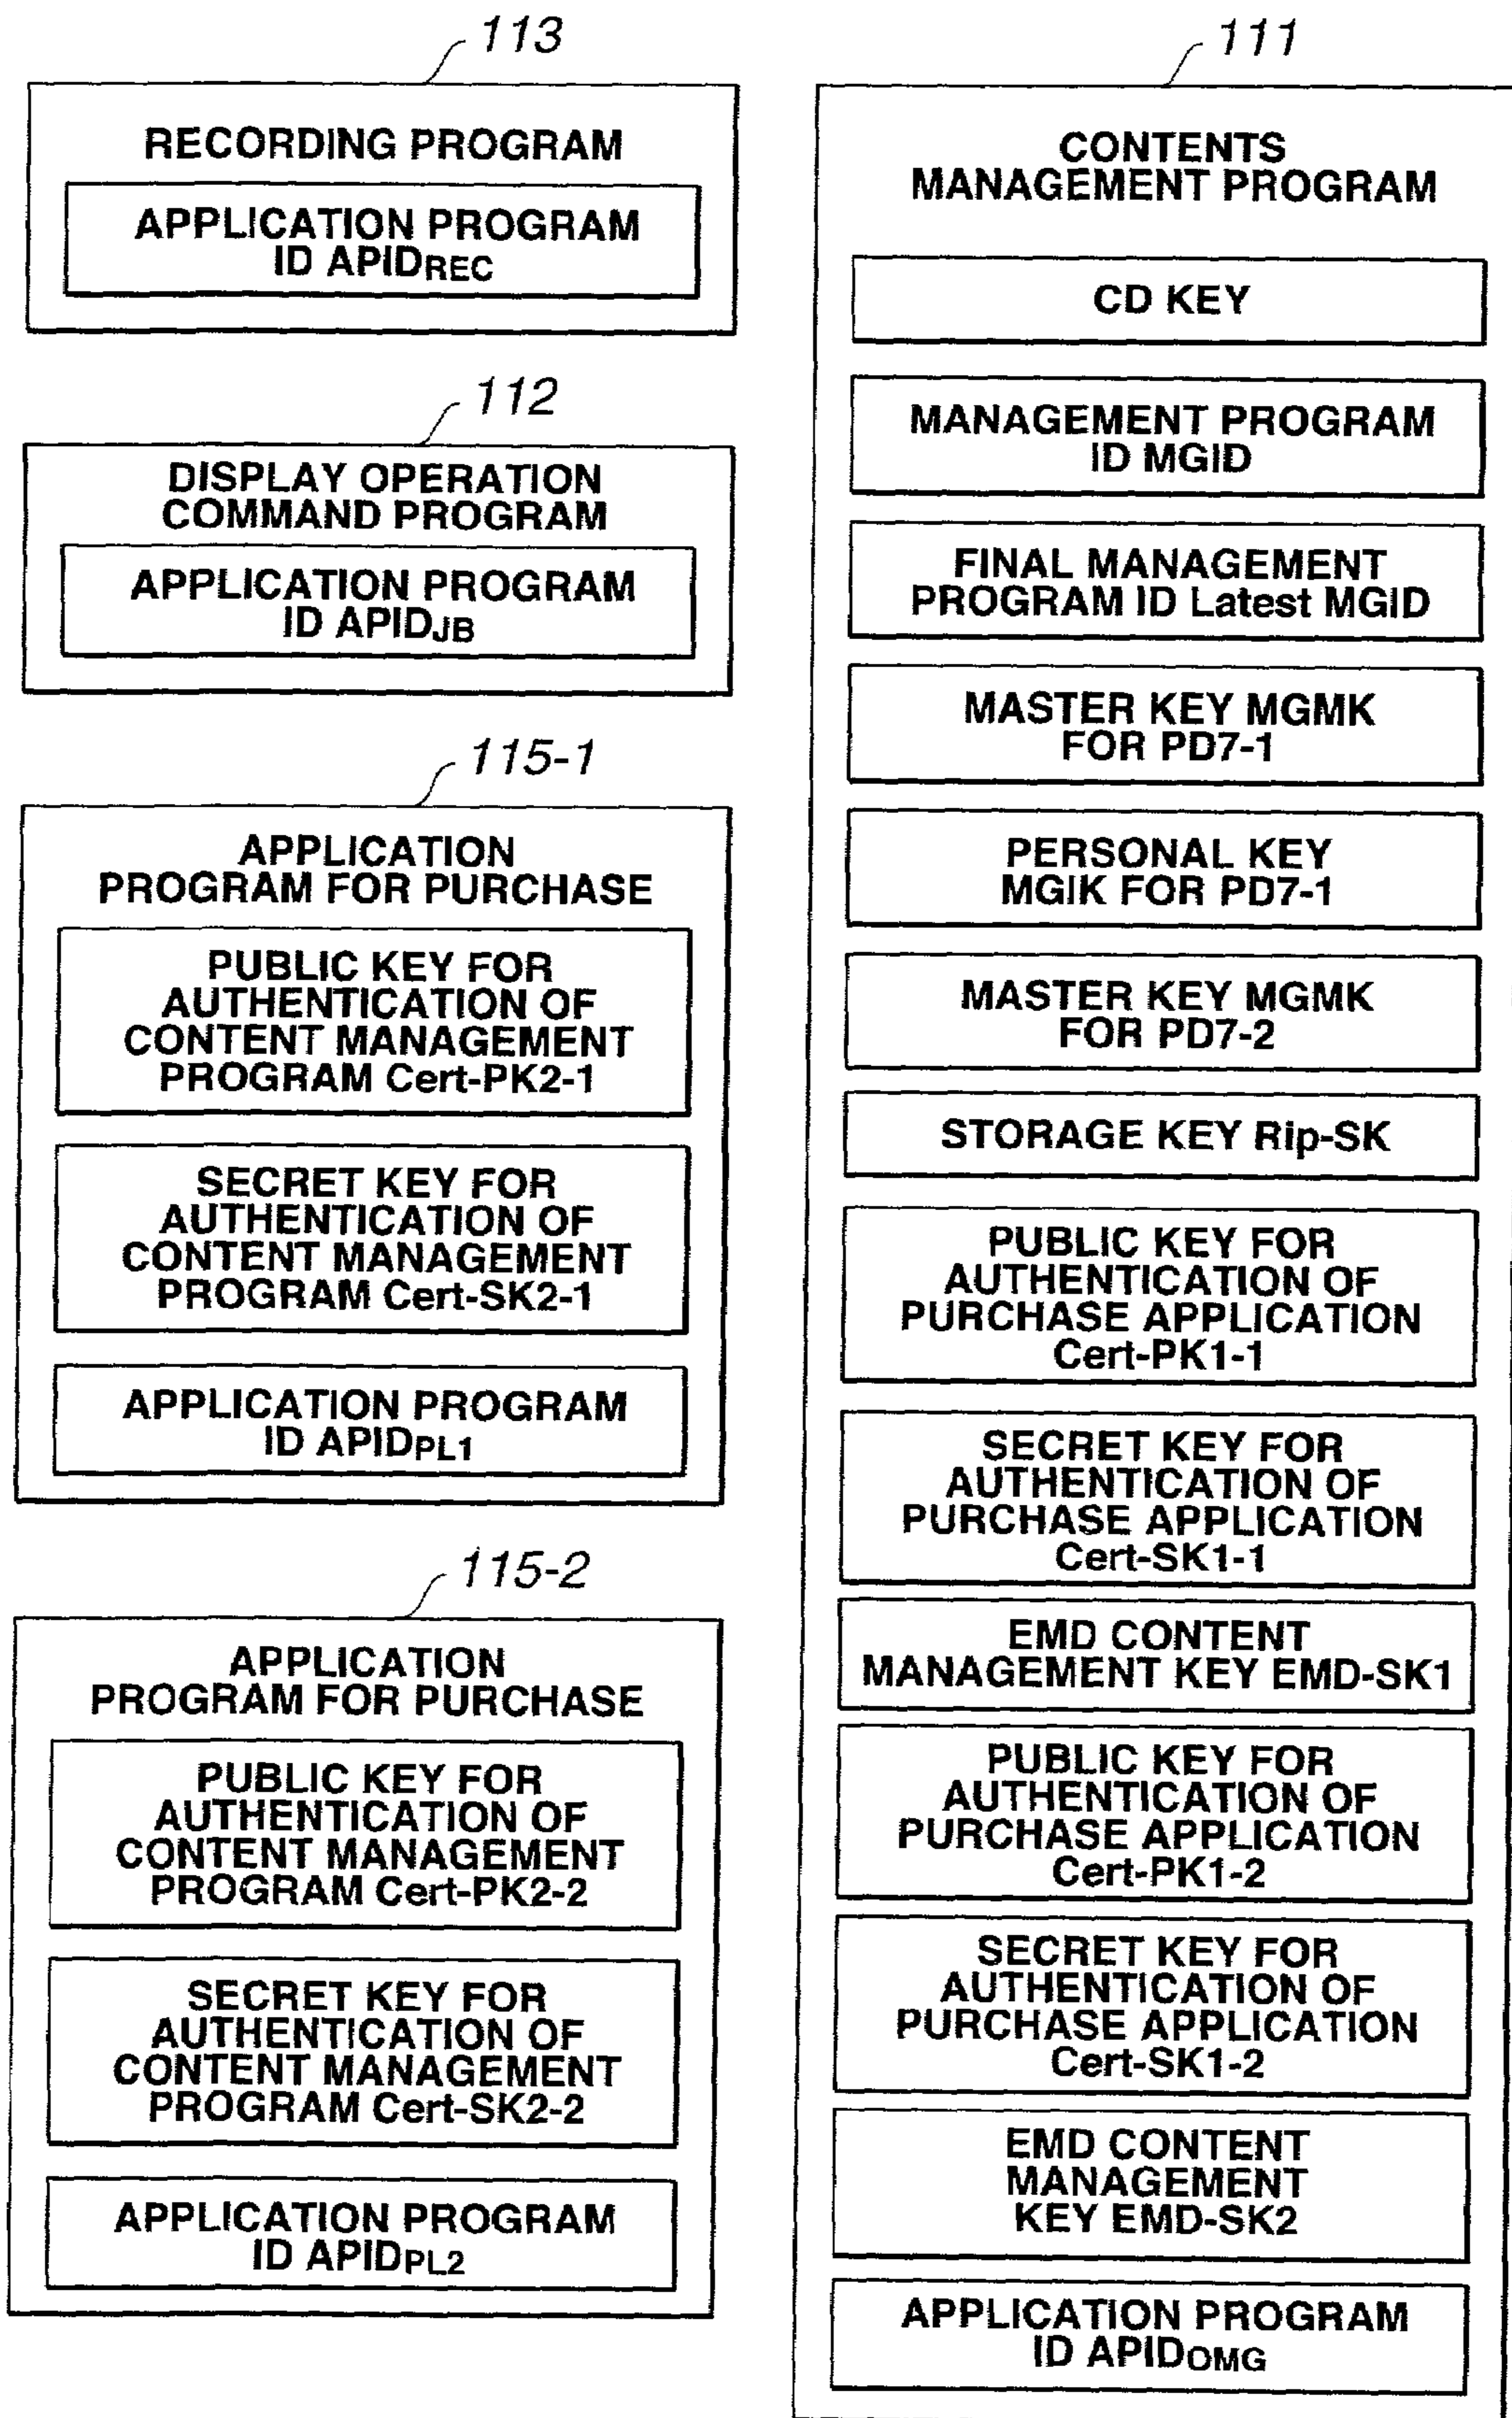 113
RECORDING PROGRAM
APPLICATION PROGRAM
ID APIDREC
112
DISPLAY OPERATION
COMMAND PROGRAM
APPLICATION PROGRAM
ID APIDJB
115-1
APPLICATION
PROGRAM FOR PURCHASE
PUBLIC KEY FOR
AUTHENTICATION OF
CONTENT MANAGEMENT
PROGRAM Cert-PK2-1
SECRET KEY FOR
AUTHENTICATION OF
CONTENT MANAGEMENT
PROGRAM Cert-SK2-1
APPLICATION PROGRAM
ID APIDPL1
115-2
APPLICATION
PROGRAM FOR PURCHASE
PUBLIC KEY FOR
AUTHENTICATION OF
CONTENT MANAGEMENT
PROGRAM Cert-PK2-2
SECRET KEY FOR
AUTHENTICATION OF
CONTENT MANAGEMENT
PROGRAM Cert-SK2-2
APPLICATION PROGRAM
ID APIDPL2
111
CONTENTS
MANAGEMENT PROGRAM
CD KEY
MANAGEMENT PROGRAM
ID MGID
FINAL MANAGEMENT
PROGRAM ID Latest MGID
MASTER KEY MGMK
FOR PD7-1
PERSONAL KEY
MGIK FOR PD7-1
MASTER KEY MGMK
FOR PD7-2
STORAGE KEY Rip-SK
PUBLIC KEY FOR
AUTHENTICATION OF
PURCHASE APPLICATION
Cert-PK1-1
SECRET KEY FOR
AUTHENTICATION OF
PURCHASE APPLICATION
Cert-SK1-1
EMD CONTENT
MANAGEMENT KEY EMD-SK1
PUBLIC KEY FOR
AUTHENTICATION OF
PURCHASE APPLICATION
Cert-PK1-2
SECRET KEY FOR
AUTHENTICATION OF
PURCHASE APPLICATION
Cert-SK1-2
EMD CONTENT
MANAGEMENT
KEY EMD-SK2
APPLICATION PROGRAM
ID APIDOMG